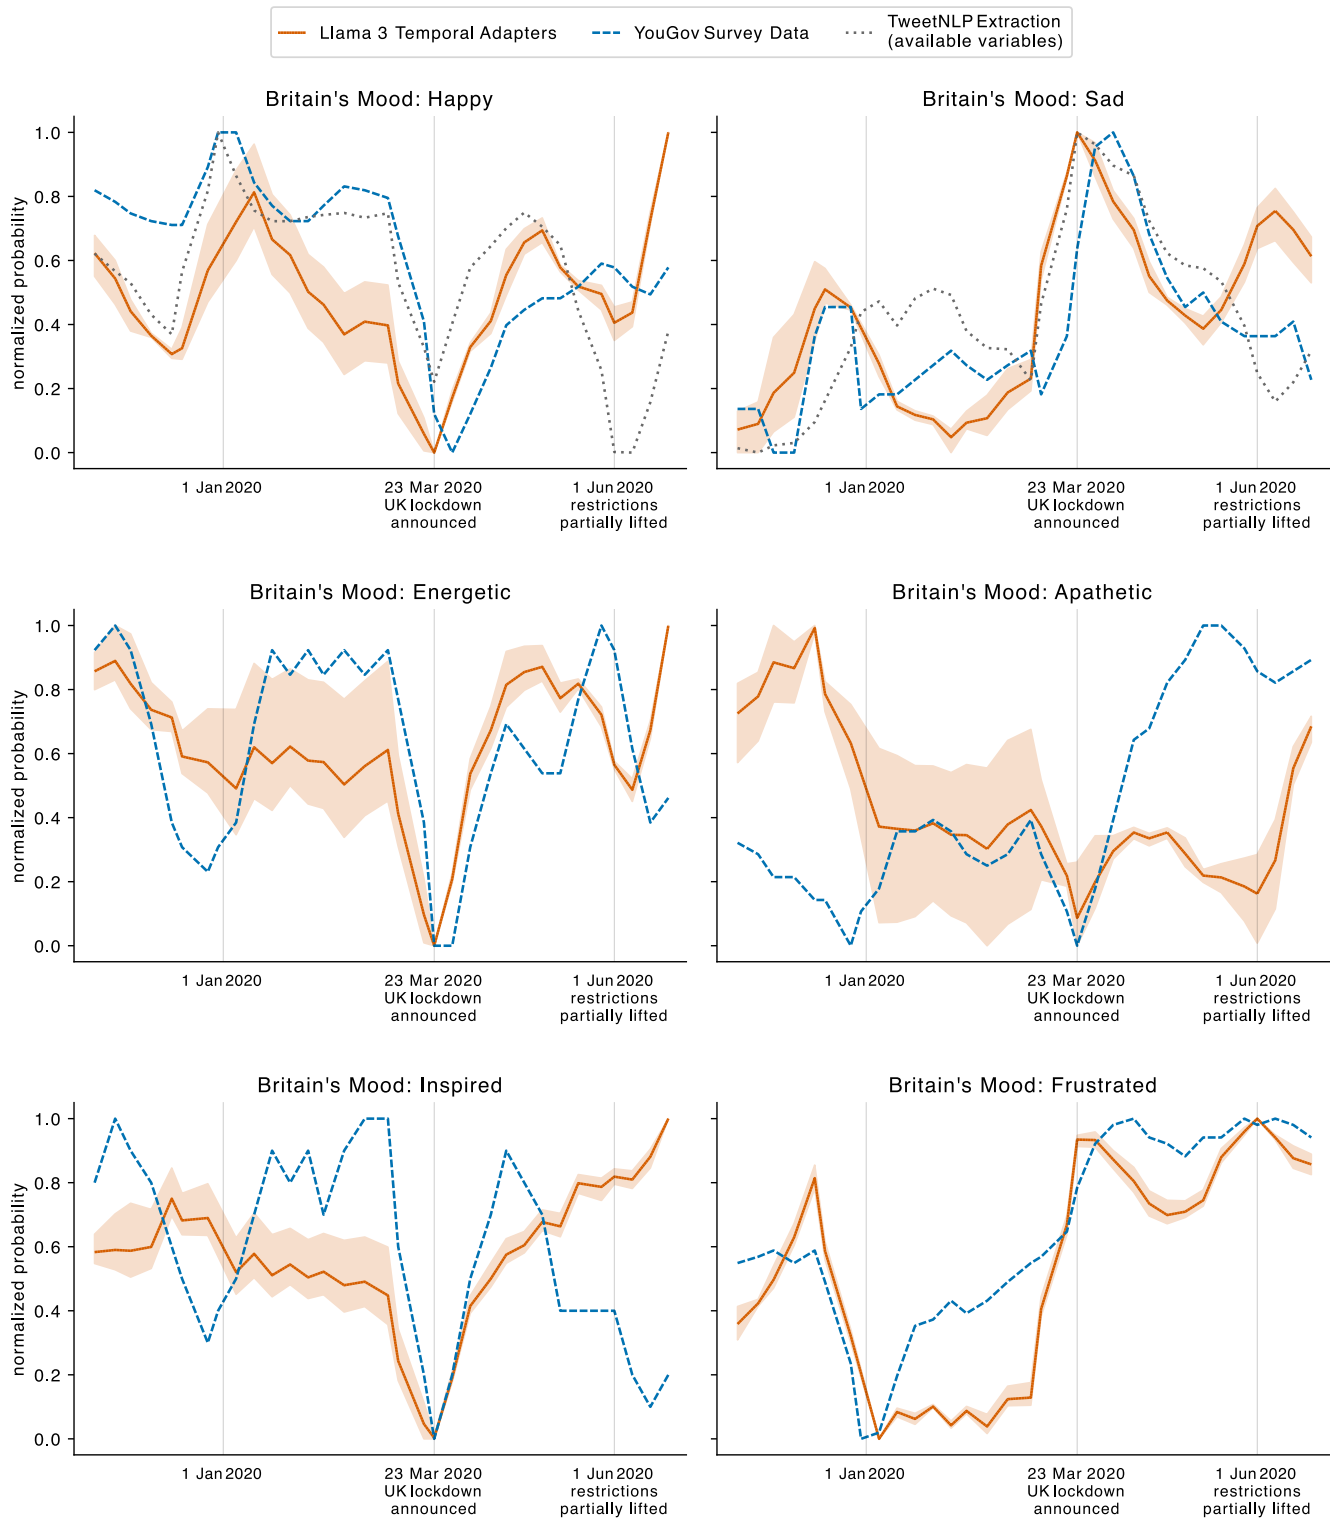 Llama 3 Temporal Adapters
YouGov Survey Data
TweetNLP Extraction
(available variables)
Britain's Mood: Happy
normalized probability
1.0
0.8
0.6
0.4
0.2
0.0
1 Jan 2020
23 Mar 2020
UK lockdown
announced
1 Jun 2020
restrictions
partially lifted
Britain's Mood: Sad
1 Jan 2020
23 Mar 2020
UK lockdown
announced
1 Jun 2020
restrictions
partially lifted
Britain's Mood: Energetic
normalized probability
1.0
0.8
0.6
0.4
0.2
0.0
1 Jan 2020
23 Mar 2020
UK lockdown
announced
1 Jun 2020
restrictions
partially lifted
Britain's Mood: Apathetic
1 Jan 2020
23 Mar 2020
UK lockdown
announced
1 Jun 2020
restrictions
partially lifted
Britain's Mood: Inspired
normalized probability
1.0
0.8
0.6
0.4
0.2
0.0
1 Jan 2020
23 Mar 2020
UK lockdown
announced
1 Jun 2020
restrictions
partially lifted
Britain's Mood: Frustrated
1 Jan 2020
23 Mar 2020
UK lockdown
announced
1 Jun 2020
restrictions
partially lifted